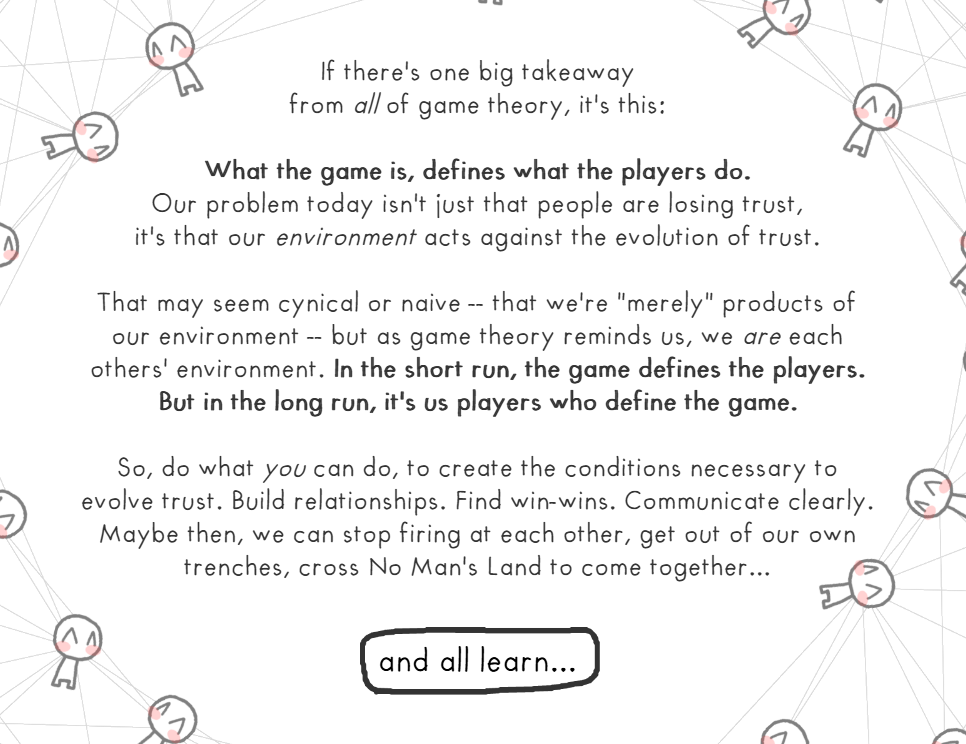 If there's one big takeaway
from all of game theory, it's this:
What the game is, defines what the players do.
Our problem today isn't just that people are losing trust,
it's that our environment acts against the evolution of trust.
That may seem cynical or naive -- that we're "merely" products of
our environment -- but as game theory reminds us, we are each
others' environment. In the short run, the game defines the players.
But in the long run, it's us players who define the game.
So, do what you can do, to create the conditions necessary to
evolve trust. Build relationships. Find win-wins. Communicate clearly.
Maybe then, we can stop firing at each other, get out of our own
trenches, cross No Man's Land to come together...
and all learn...